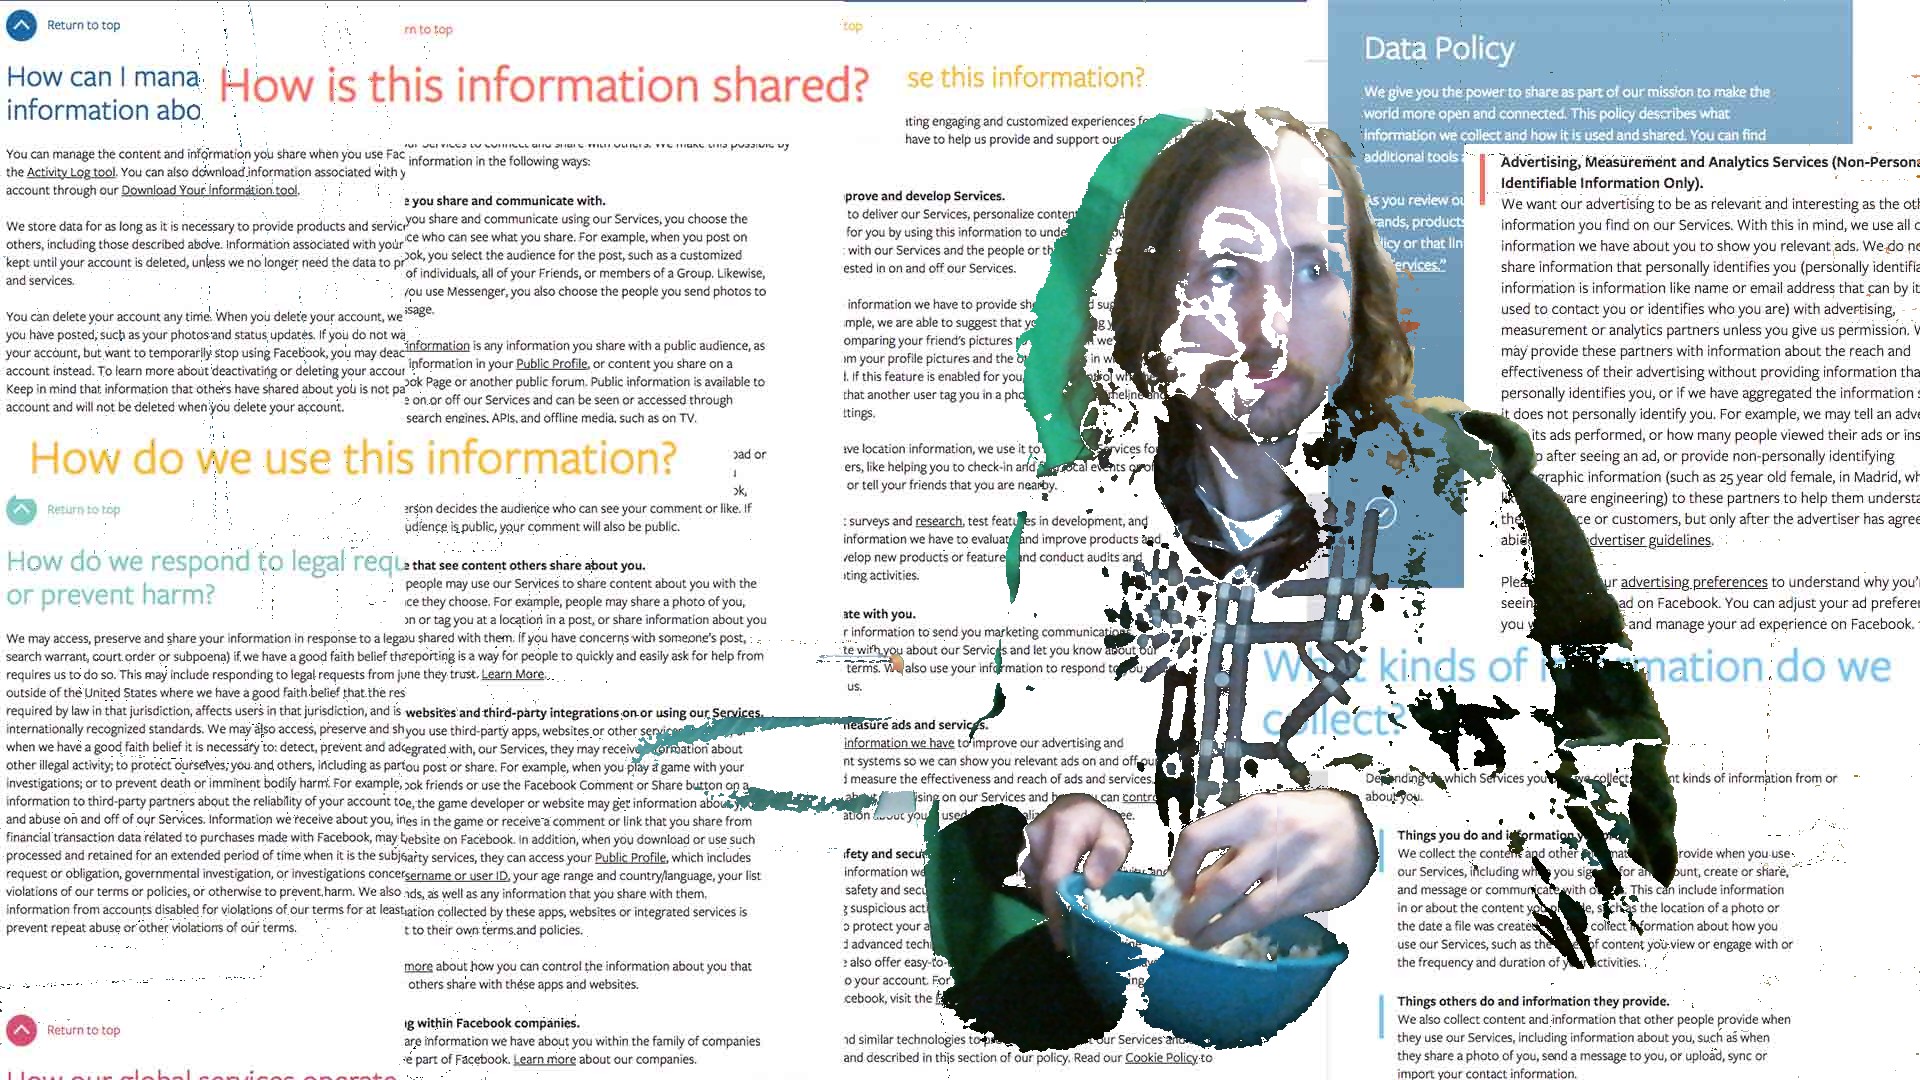 Return to top
How can I mana
information abo
You can manage the content and information you share when you use Fac
the Activity Log tool. You can also download information associated with y
account through our Download Your Information tool.
We store data for as long as it is necessary to provide products and service
others, including those described above. Information associated with your
kept until your account is deleted, unless we no longer need the data to pr
and services.
You can delete your account any time. When you delete your account, we
you have posted, such as your photos and status updates. If you do not wa
your account, but want to temporarily stop using Facebook, you may deac
account instead. To learn more about deactivating or deleting your accour
Keep in mind that information that others have shared about you is not pa
account and will not be deleted when you delete your account.
How do we use this information?
Return to top
How do we respond to legal requ
or prevent harm?
We may access, preserve and share your information in response to a lega
search warrant, court order or subpoena) if we have a good faith belief th
requires us to do so. This may include responding to legal requests from j
outside of the United States where we have a good faith belief that the res
required by law in that jurisdiction, affects users in that jurisdiction, and is
internationally recognized standards. We may also access, preserve and sh
when we have a good faith belief it is necessary to: detect, prevent and adc
other illegal activity; to protect ourselves, you and others, including as part
investigations; or to prevent death or imminent bodily harm. For example,
information to third-party partners about the reliability of your account to
and abuse on and off of our Services. Information we receive about you, in
financial transaction data related to purchases made with Facebook, may b
processed and retained for an extended period of time when it is the subj
request or obligation, governmental investigation, or investigations concer
violations of our terms or policies, or otherwise to prevent harm. We also
information from accounts disabled for violations of our terms for at least
prevent repeat abuse or other violations of our terms.
Return to top
How our global services operate
rn to top
How is this information shared?
our Services to connect and share with others. We make this possible by
information in the following ways:
e you share and communicate with.
you share and communicate using our Services, you choose the
ce who can see what you share. For example, when you post on
ok, you select the audience for the post, such as a customized
of individuals, all of your Friends, or members of a Group. Likewise,
you use Messenger, you also choose the people you send photos to
sage.
information is any information you share with a public audience, as
information in your Public Profile, or content you share on a
ok Page or another public forum. Public information is available to
e on or off our Services and can be seen or accessed through
search engines, APIs, and offline media, such as on TV.
oad or
ok,
erson decides the audience who can see your comment or like. If
udience is public, your comment will also be public.
e that see content others share about you.
people may use our Services to share content about you with the
ce they choose. For example, people may share a photo of you,
on or tag you at a location in a post, or share information about you
ou shared with them. If you have concerns with someone's post,
reporting is a way for people to quickly and easily ask for help from
ne they trust. Learn More.
websites and third-party integrations on or using our Services.
you use third-party apps, websites or other services
egrated with, our Services, they may receive information about
ou post or share. For example, when you play a game with your
ok friends or use the Facebook Comment or Share button on a
e, the game developer or website may get information about
es in the game or receive a comment or link that you share from
ebsite on Facebook. In addition, when you download or use such
arty services, they can access your Public Profile, which includes
sername or user ID, your age range and country/language, your list
nds, as well as any information that you share with them.
ation collected by these apps, websites or integrated services is
t to their own terms and policies.
more about how you can control the information about you that
others share with these apps and websites.
g within Facebook companies.
are information we have about you within the family of companies
e part of Facebook. Learn more about our companies.
top
se this information?
ting engaging and customized experiences fo
have to help us provide and support our
prove and develop Services.
to deliver our Services, personalize content
for you by using this information to unde
with our Services and the people or th
ested in on and off our Services.
information we have to provide sh
mple, we are able to suggest that yo
omparing your friend's pictures
m your profile pictures and the o
l. If this feature is enabled for you
that another user tag you in a pho
ttings.
ave location information, we use it to
ers, like helping you to check-in and local events
or tell your friends that you are nearby.
t surveys and research, test features in development, and
information we have to evaluate and improve products and
velop new products or features, and conduct audits and
ting activities.
ate with you.
r information to send you marketing communications
te with you about our Services and let you know about our
terms. We also use your information to respond to you
us.
easure ads and services.
information we have to improve our advertising and
nt systems so we can show you relevant ads on and off our
d measure the effectiveness and reach of ads and services.
sing on our Services and can contr
ation about you used
fety and secu
information we
safety and secu
g suspicious act
o protect your a
d advanced tech
e also offer easy-to-
o your account. For
cebook, visit the
nd similar technologies to our Services and
and described in this section of our policy. Read our Cookie Policy to
Data Policy
We give you the power to share as part of our mission to make the
world more open and connected. This policy describes what
information we collect and how it is used and shared. You can find
additional tools a
As you review ou
rands, products
licy or that lin
ervices."
Advertising, Measurement and Analytics Services (Non-Persona
Identifiable Information Only).
We want our advertising to be as relevant and interesting as the oth
information you find on our Services. With this in mind, we use all o
information we have about you to show you relevant ads. We do no
share information that personally identifies you (personally identifia
information is information like name or email address that can by it
used to contact you or identifies who you are) with advertising,
measurement or analytics partners unless you give us permission. W
may provide these partners with information about the reach and
effectiveness of their advertising without providing information tha
personally identifies you, or if we have aggregated the information s
it does not personally identify you. For example, we may tell an adve
its ads performed, or how many people viewed their ads or ins
after seeing an ad, or provide non-personally identifying
graphic information (such as 25 year old female, in Madrid, wh
ware engineering) to these partners to help them understa
ce or customers, but only after the advertiser has agree
abid dvertiser guidelines.
Plea ur advertising preferences to understand why you'r
seein ad on Facebook. You can adjust your ad preferen
you and manage your ad experience on Facebook.
What kinds of information do we
collect?
Depending on which Services you collect kinds of information from or
about you.
Things you do and information
We collect the content and other provide when you use
our Services, including when you sign for an account, create or share,
and message or communicate with This can include information
in or about the content you such as the location of a photo or
the date a file was created collect information about how you
use our Services, such as the of content you view or engage with or
the frequency and duration of your activities.
Things others do and information they provide.
We also collect content and information that other people provide when
they use our Services, including information about you, such as when
they share a photo of you, send a message to you, or upload, sync or
import your contact information.